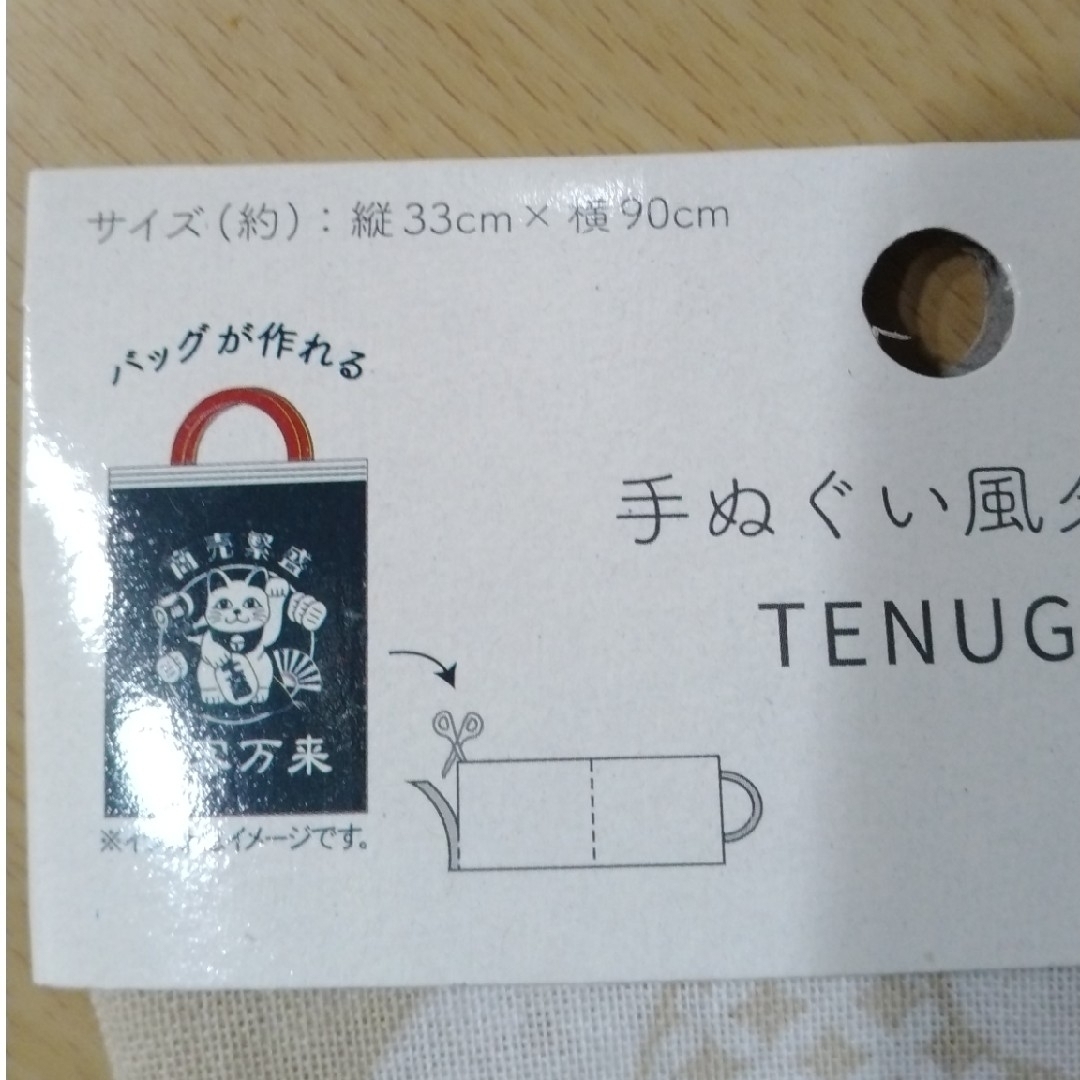 サイズ（約）：縦33cm×横90cm
バッグが作れる
商売繁盛
万来
手ぬぐい風
TENUG
イメージです。